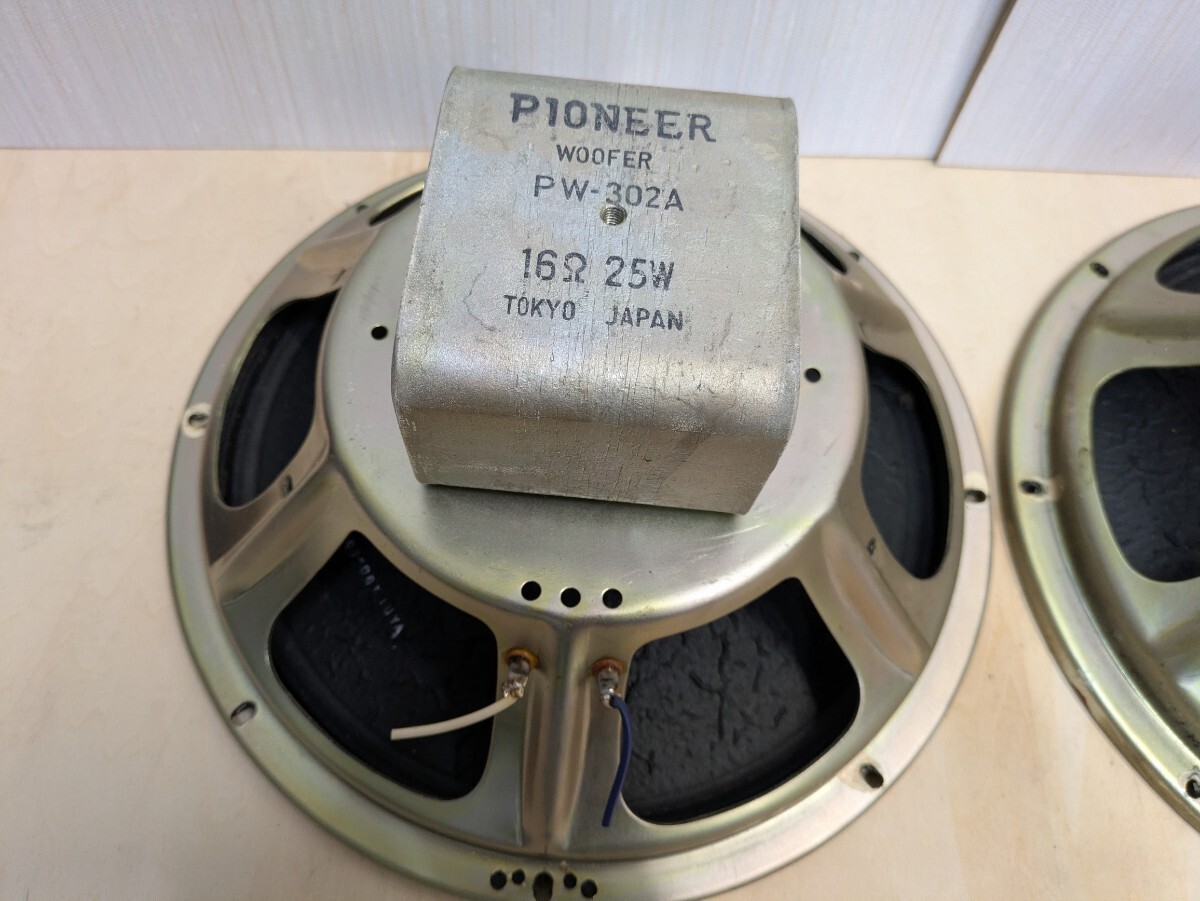 PIONEER
WOOFER
PW-302A
16Ω 25W
TOKYO JAPAN